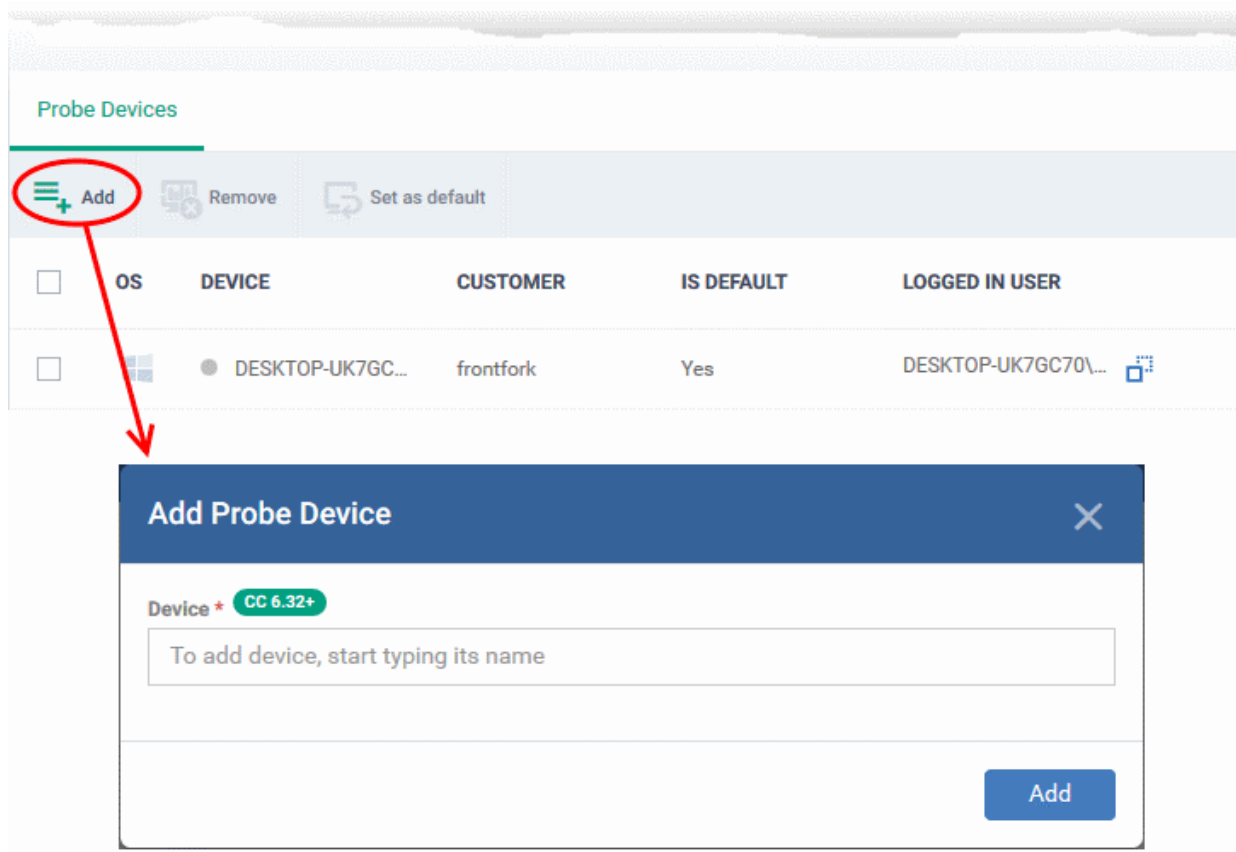 Probe Devices
Add Remove Set as default
OS DEVICE CUSTOMER IS DEFAULT LOGGED IN USER
DESKTOP-UK7GC... frontfork Yes DESKTOP-UK7GC70\...
Add Probe Device
Device * CC 6.32+
To add device, start typing its name
Add